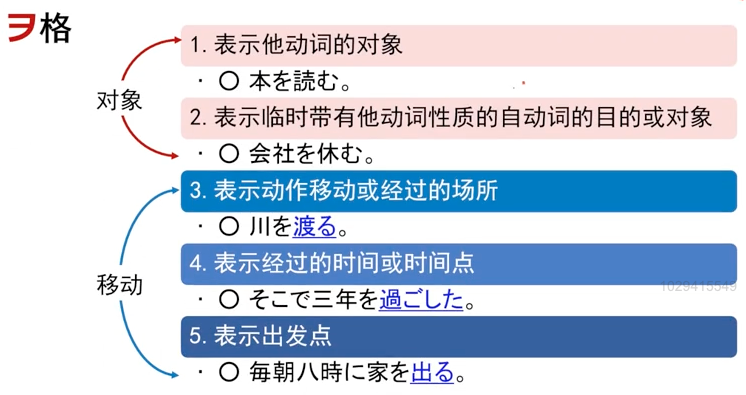 ヲ格
对象
1. 表示他动词的对象
· 〇 本を読む。
2. 表示临时带有他动词性质的自动词的目的或对象
· 〇 会社を休む。
移动
3. 表示动作移动或经过的场所
· 〇 川を渡る。
4. 表示经过的时间或时间点
· 〇 そこで三年を過ごした。
5. 表示出发点
· 〇 毎朝八時に家を出る。
1029415549